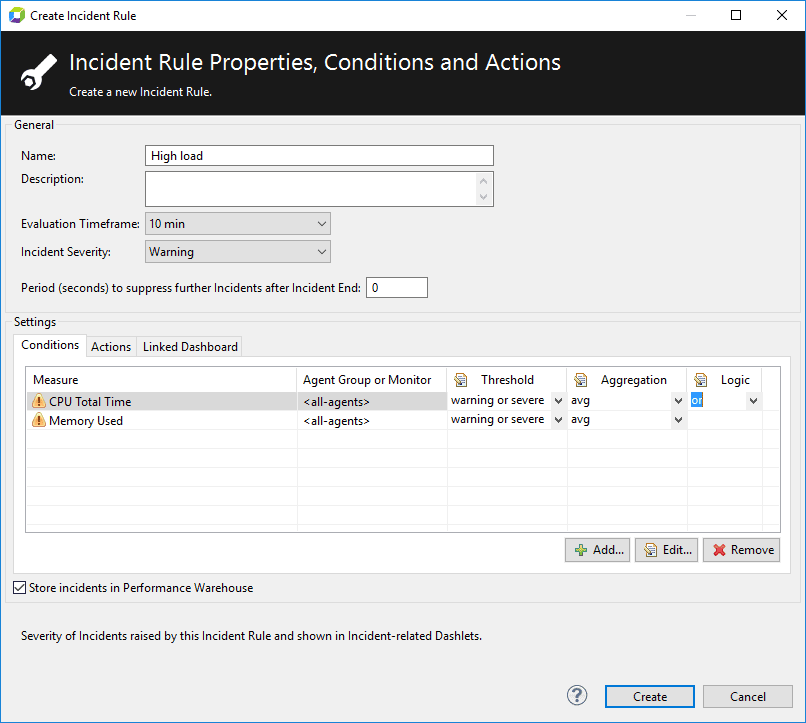 Create Incident Rule
Incident Rule Properties, Conditions and Actions
Create a new Incident Rule.
General
Name: High load
Description:
Evaluation Timeframe: 10 min
Incident Severity: Warning
Period (seconds) to suppress further Incidents after Incident End: 0
Settings
Conditions Actions Linked Dashboard
Measure Agent Group or Monitor Threshold Aggregation Logic
CPU Total Time <all-agents> warning or severe avg or
Memory Used <all-agents> warning or severe avg
Add... Edit... Remove
Store incidents in Performance Warehouse
Severity of Incidents raised by this Incident Rule and shown in Incident-related Dashlets.
? Create Cancel